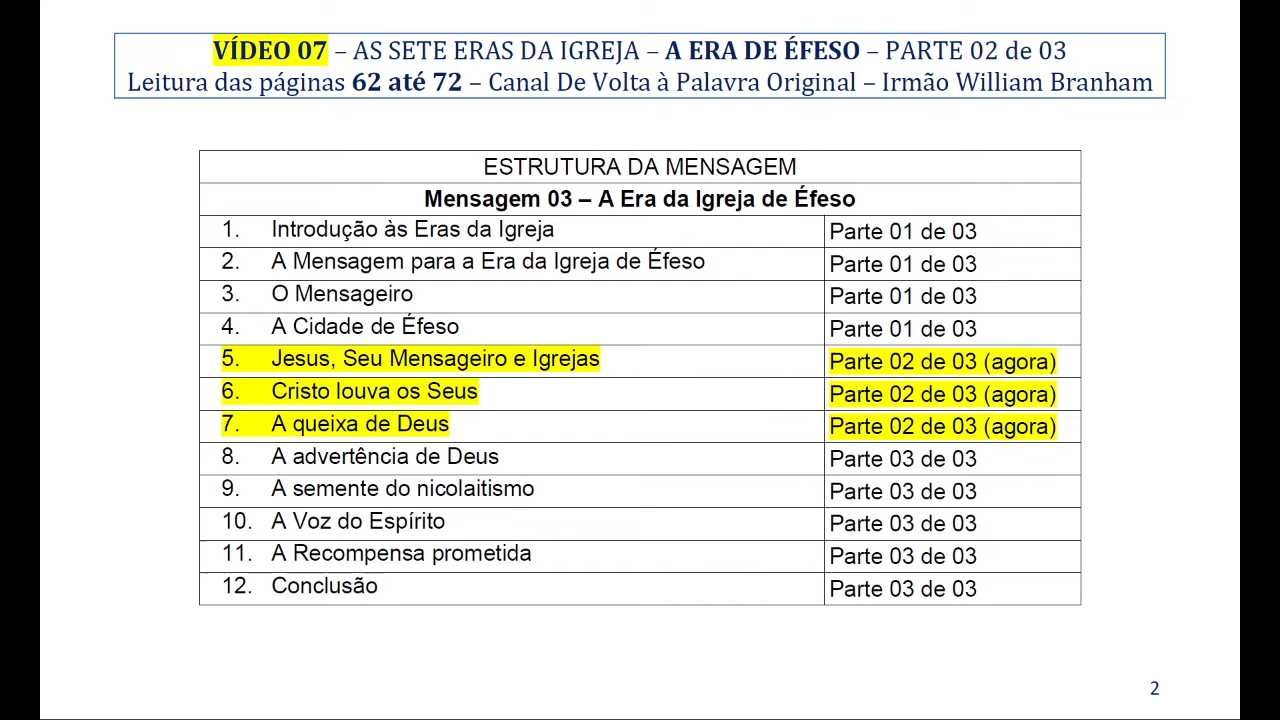 VÍDEO 07 – AS SETE ERAS DA IGREJA – A ERA DE ÉFESO – PARTE 02 de 03
Leitura das páginas 62 até 72 – Canal De Volta à Palavra Original – Irmão William Branham
ESTRUTURA DA MENSAGEM
Mensagem 03 – A Era da Igreja de Éfeso
1. Introdução às Eras da Igreja Parte 01 de 03
2. A Mensagem para a Era da Igreja de Éfeso Parte 01 de 03
3. O Mensageiro Parte 01 de 03
4. A Cidade de Éfeso Parte 01 de 03
5. Jesus, Seu Mensageiro e Igrejas Parte 02 de 03 (agora)
6. Cristo louva os Seus Parte 02 de 03 (agora)
7. A queixa de Deus Parte 02 de 03 (agora)
8. A advertência de Deus Parte 03 de 03
9. A semente do nicolaitismo Parte 03 de 03
10. A Voz do Espírito Parte 03 de 03
11. A Recompensa prometida Parte 03 de 03
12. Conclusão Parte 03 de 03
2